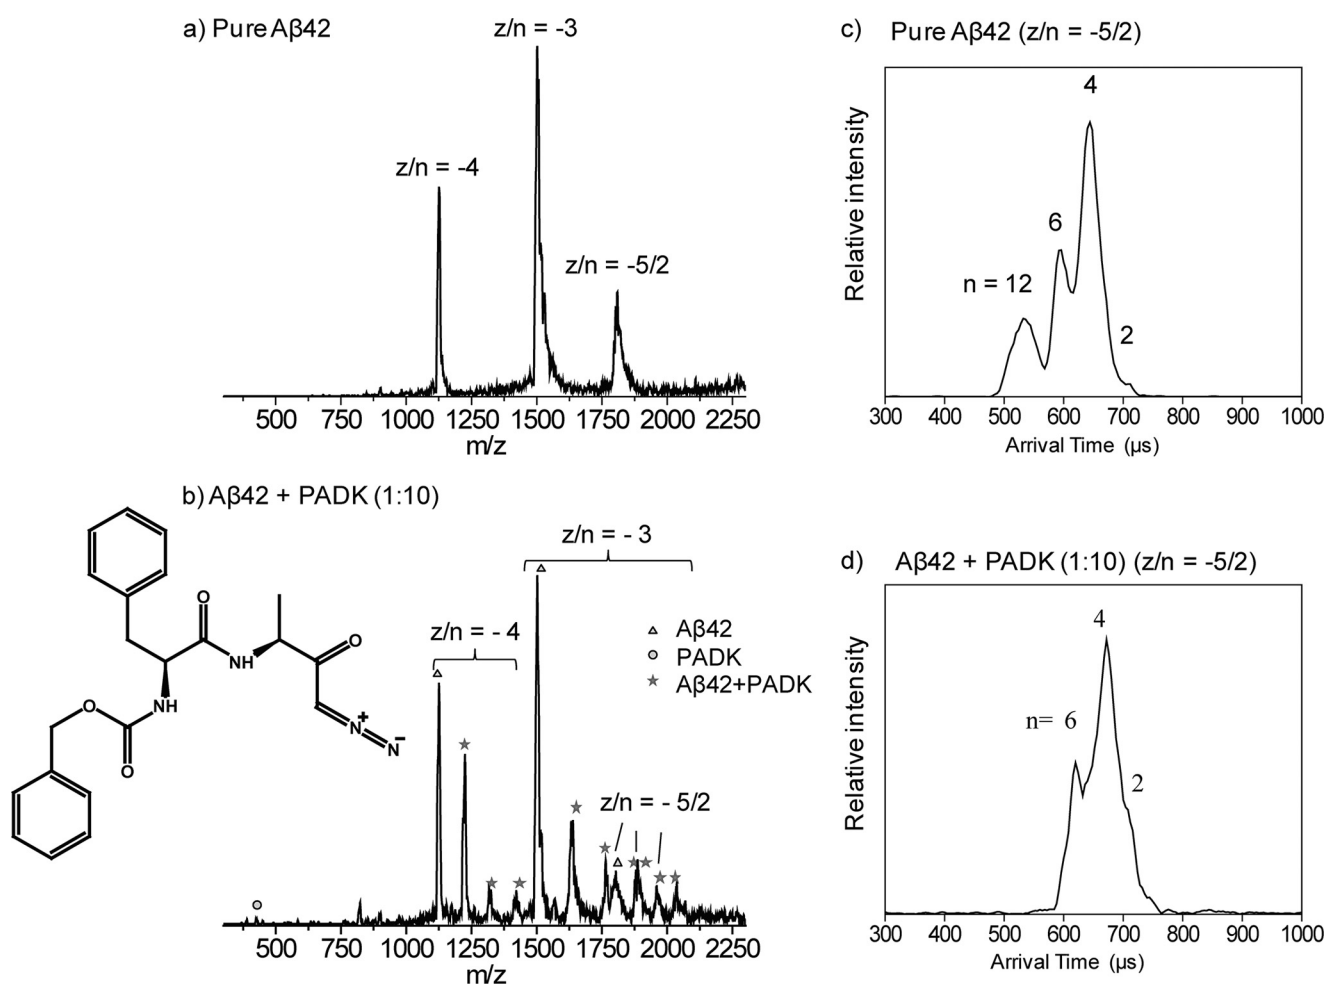 a) Pure Aβ42
z/n = -3
z/n = -4
z/n = -5/2
500 750 1000 1250 1500 1750 2000 2250
m/z
c) Pure Aβ42 (z/n = -5/2)
Relative intensity
4
6
n = 12
2
300 400 500 600 700 800 900 1000
Arrival Time (µs)
b) Aβ42 + PADK (1:10)
O
O
NH
O
NH
O
N+
N−
O
z/n = - 3
z/n = - 4
Aβ42
PADK
Aβ42+PADK
z/n = - 5/2
500 750 1000 1250 1500 1750 2000 2250
m/z
d) Aβ42 + PADK (1:10) (z/n = -5/2)
Relative intensity
4
n= 6
2
300 400 500 600 700 800 900 1000
Arrival Time (µs)